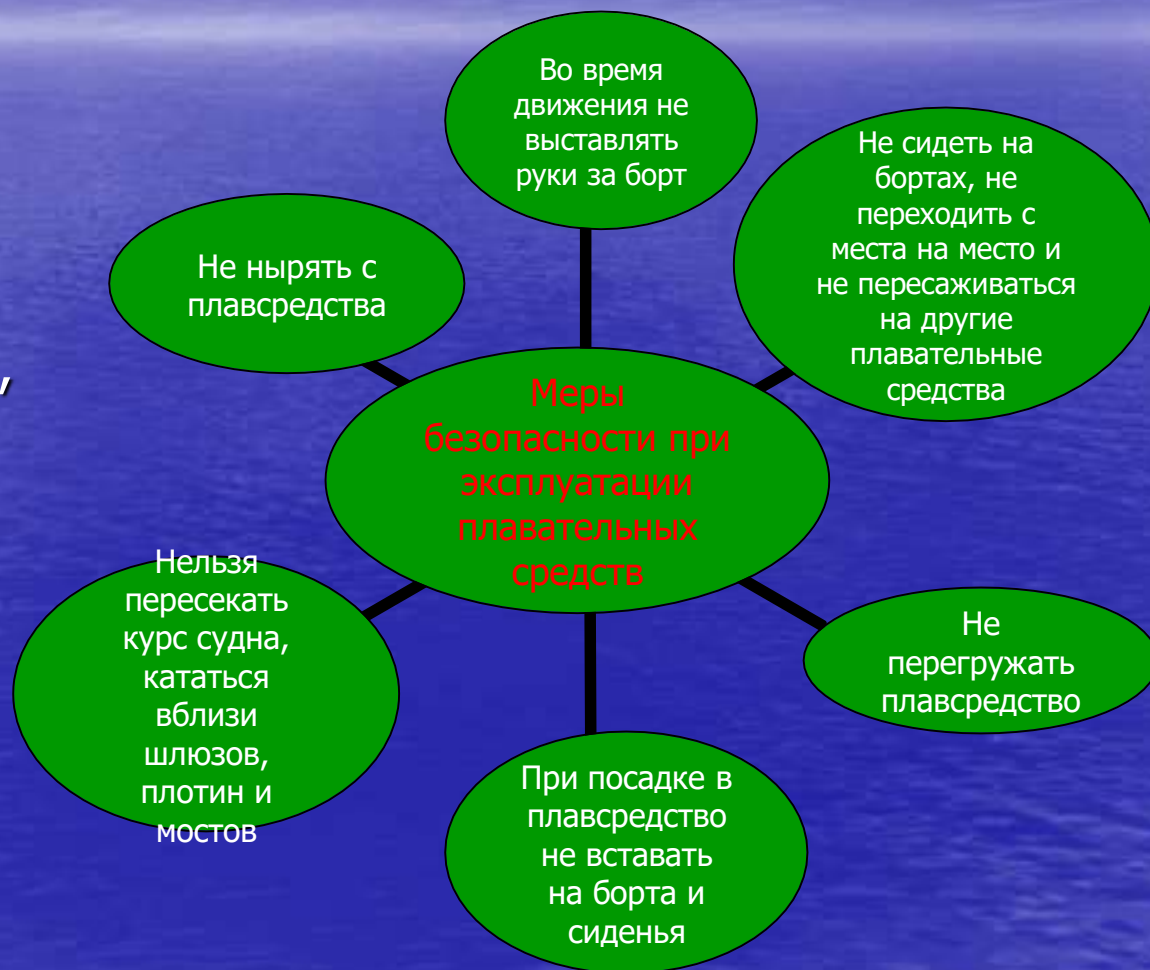 Во время
движения не
выставлять
руки за борт
Не сидеть на
бортах, не
переходить с
места на место и
не пересаживаться
на другие
плавательные
средства
Не нырять с
плавсредства
,
Меры
безопасности при
эксплуатации
плавательных
средств
Нельзя
пересекать
курс судна,
кататься
вблизи
шлюзов,
плотин и
мостов
Не
перегружать
плавсредство
При посадке в
плавсредство
не вставать
на борта и
сиденья